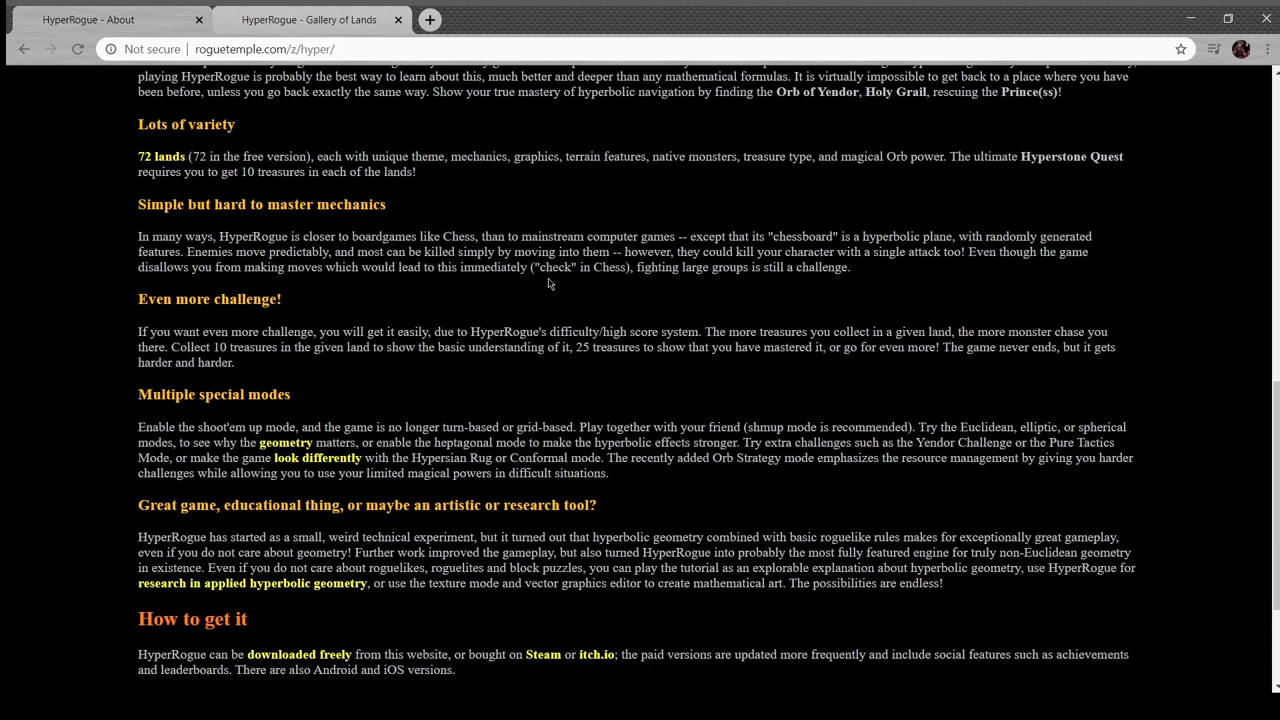 HyperRogue - About
HyperRogue - Gallery of Lands
Not secure | roguetemple.com/z/hyper/
playing HyperRogue is probably the best way to learn about this, much better and deeper than any mathematical formulas. It is virtually impossible to get back to a place where you have
been before, unless you go back exactly the same way. Show your true mastery of hyperbolic navigation by finding the Orb of Yendor, Holy Grail, rescuing the Prince(ss)!
Lots of variety
72 lands (72 in the free version), each with unique theme, mechanics, graphics, terrain features, native monsters, treasure type, and magical Orb power. The ultimate Hyperstone Quest
requires you to get 10 treasures in each of the lands!
Simple but hard to master mechanics
In many ways, HyperRogue is closer to boardgames like Chess, than to mainstream computer games -- except that its "chessboard" is a hyperbolic plane, with randomly generated
features. Enemies move predictably, and most can be killed simply by moving into them -- however, they could kill your character with a single attack too! Even though the game
disallows you from making moves which would lead to this immediately ("check" in Chess), fighting large groups is still a challenge.
Even more challenge!
If you want even more challenge, you will get it easily, due to HyperRogue's difficulty/high score system. The more treasures you collect in a given land, the more monster chase you
there. Collect 10 treasures in the given land to show the basic understanding of it, 25 treasures to show that you have mastered it, or go for even more! The game never ends, but it gets
harder and harder.
Multiple special modes
Enable the shoot'em up mode, and the game is no longer turn-based or grid-based. Play together with your friend (shmup mode is recommended). Try the Euclidean, elliptic, or spherical
modes, to see why the geometry matters, or enable the heptagonal mode to make the hyperbolic effects stronger. Try extra challenges such as the Yendor Challenge or the Pure Tactics
Mode, or make the game look differently with the Hypersian Rug or Conformal mode. The recently added Orb Strategy mode emphasizes the resource management by giving you harder
challenges while allowing you to use your limited magical powers in difficult situations.
Great game, educational thing, or maybe an artistic or research tool?
HyperRogue has started as a small, weird technical experiment, but it turned out that hyperbolic geometry combined with basic roguelike rules makes for exceptionally great gameplay,
even if you do not care about geometry! Further work improved the gameplay, but also turned HyperRogue into probably the most fully featured engine for truly non-Euclidean geometry
in existence. Even if you do not care about roguelikes, roguelites and block puzzles, you can play the tutorial as an explorable explanation about hyperbolic geometry, use HyperRogue for
research in applied hyperbolic geometry, or use the texture mode and vector graphics editor to create mathematical art. The possibilities are endless!
How to get it
HyperRogue can be downloaded freely from this website, or bought on Steam or itch.io; the paid versions are updated more frequently and include social features such as achievements
and leaderboards. There are also Android and iOS versions.